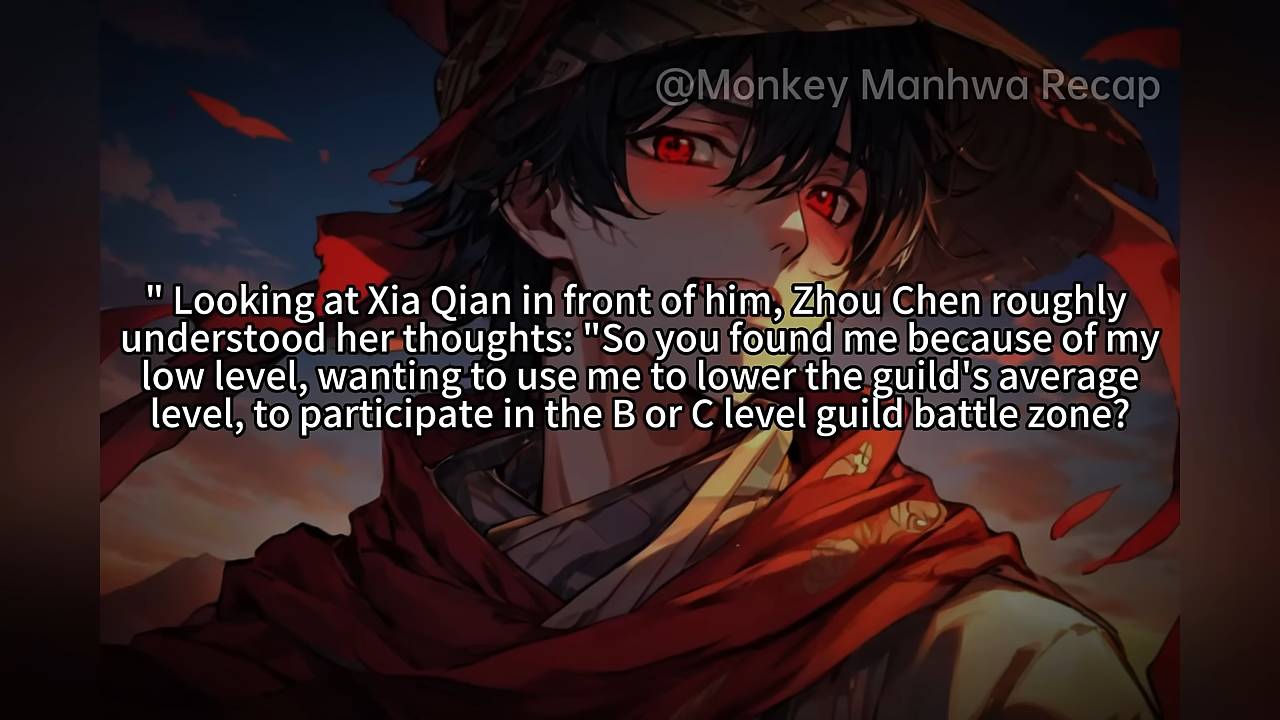 @Monkey Manhwa Recap
" Looking at Xia Qian in front of him, Zhou Chen roughly
understood her thoughts: "So you found me because of my
low level, wanting to use me to lower the guild's average
level, to participate in the B or C level guild battle zone?